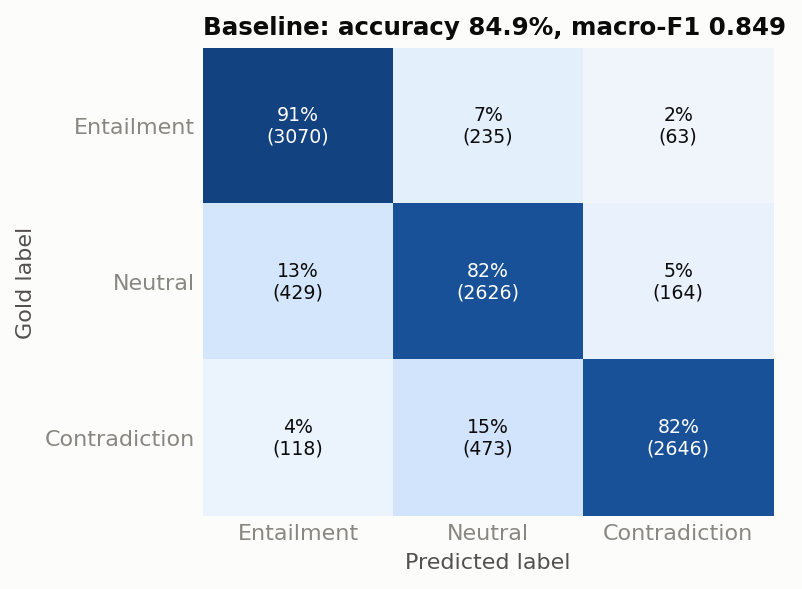 Baseline: accuracy 84.9%, macro-F1 0.849
Gold label
Entailment
91%
(3070)
7%
(235)
2%
(63)
Neutral
13%
(429)
82%
(2626)
5%
(164)
Contradiction
4%
(118)
15%
(473)
82%
(2646)
Entailment
Neutral
Contradiction
Predicted label